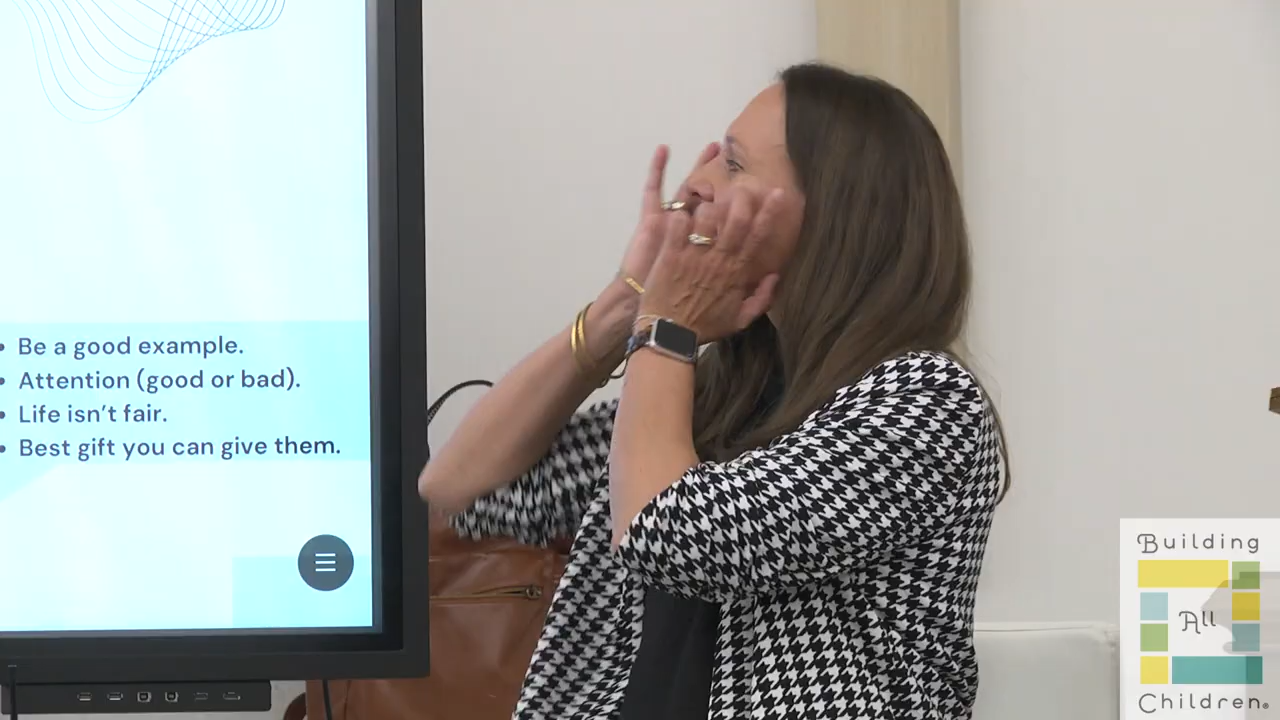 • Be a good example.
• Attention (good or bad).
• Life isn't fair.
• Best gift you can give them.
Building
All
Children®